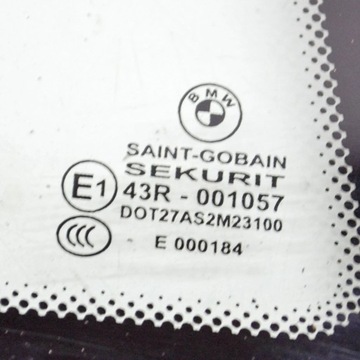 BMW
SAINT-GOBAIN
SEKURIT
E1 43R - 001057
DOT27AS2M23100
CCC E 000184